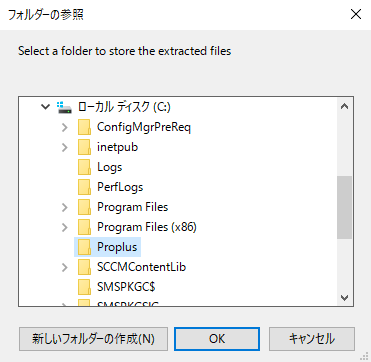 フォルダーの参照
Select a folder to store the extracted files
ローカル ディスク (C:)
ConfigMgrPreReq
inetpub
Logs
PerfLogs
Program Files
Program Files (x86)
Proplus
SCCMContentLib
SMSPKGC$
新しいフォルダーの作成(N)
OK
キャンセル